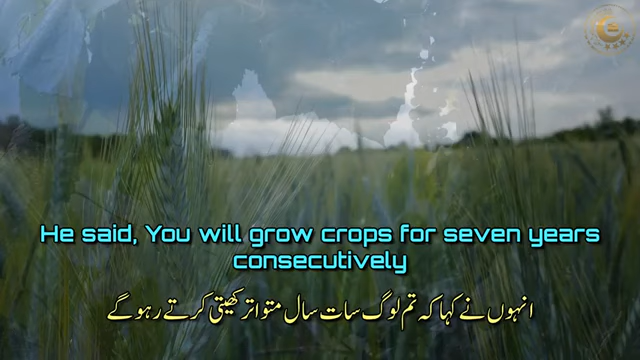 He said, You will grow crops for seven years
consecutively
انہوں نے کہا کہ تم لوگ سات سال متواتر کھیتی کرتے رہو گے